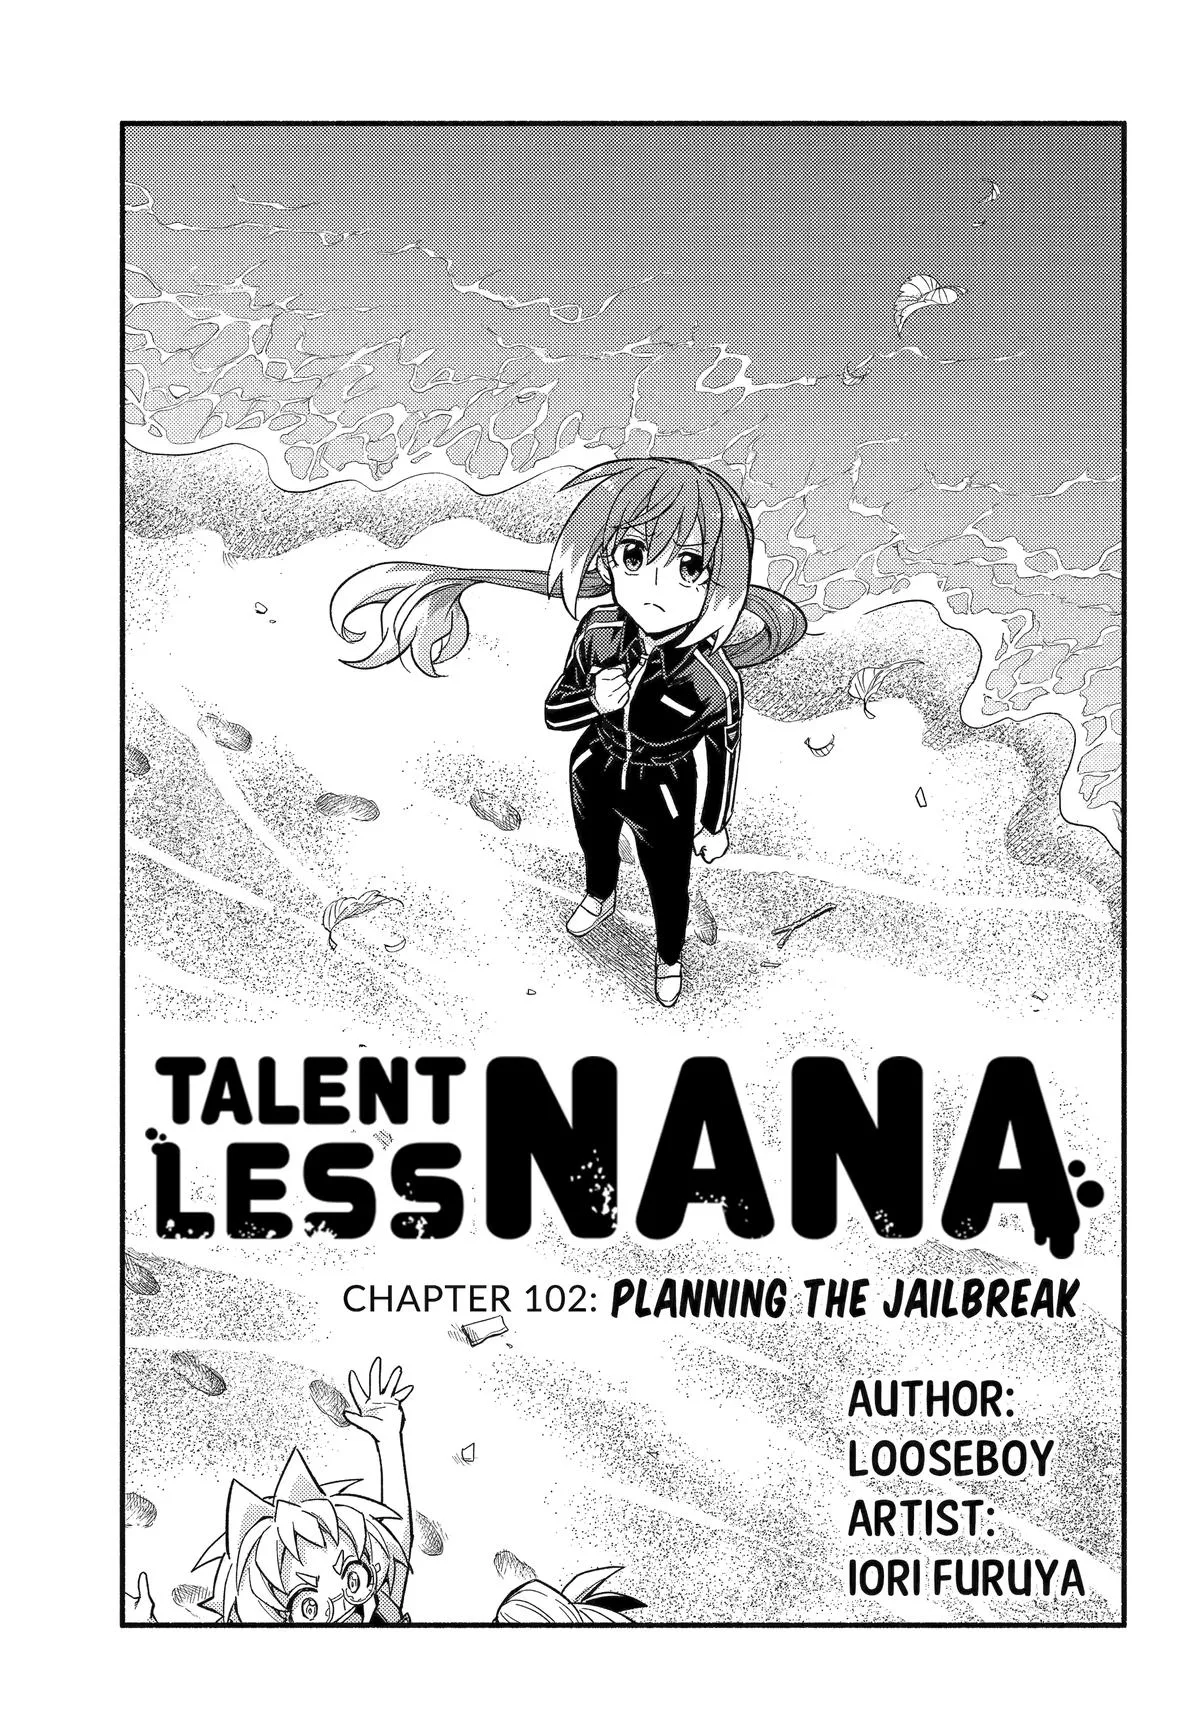 TALENT
LESS NANA
CHAPTER 102: PLANNING THE JAILBREAK
AUTHOR:
LOOSEBOY
ARTIST:
IORI FURUYA